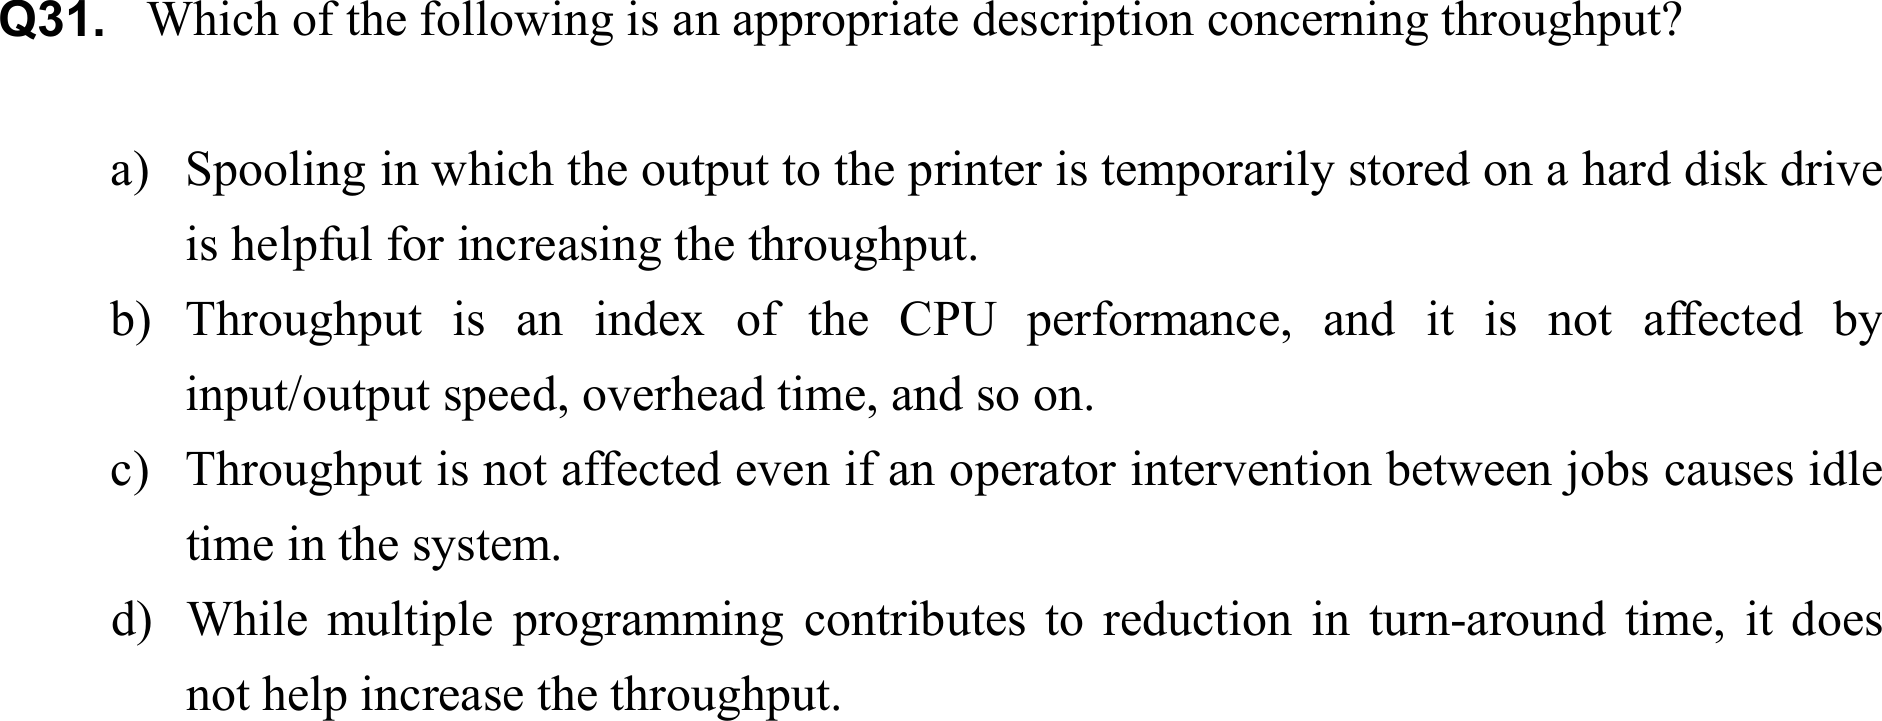 Q31. Which of the following is an appropriate description concerning throughput?
a) Spooling in which the output to the printer is temporarily stored on a hard disk drive
is helpful for increasing the throughput.
b) Throughput is an index of the CPU performance, and it is not affected by
input/output speed, overhead time, and so on.
c) Throughput is not affected even if an operator intervention between jobs causes idle
time in the system.
d) While multiple programming contributes to reduction in turn-around time, it does
not help increase the throughput.